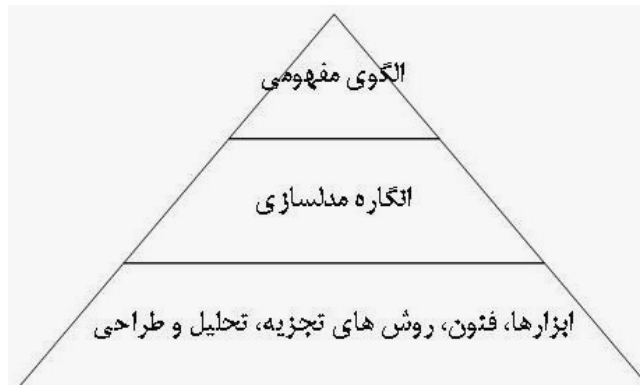 الگوی مفهومی
انگاره مدلسازی
ابزارها، فنون، روش های تجزیه، تحلیل و طراحی